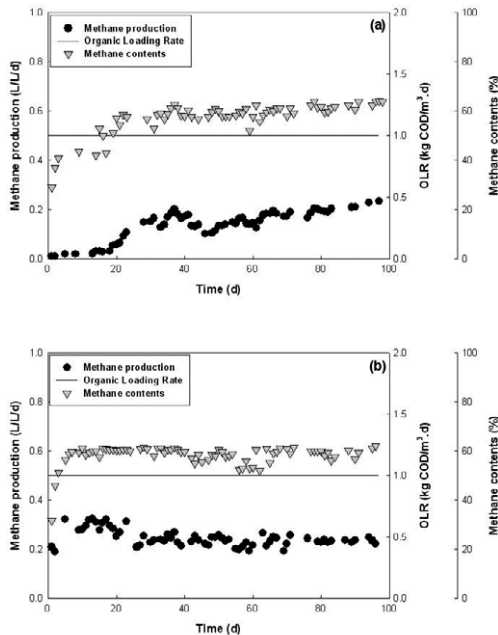 (a)
Methane production
Organic Loading Rate
Methane contents
Methane production (L/L/d)
1.0
0.8
0.6
0.4
0.2
0.0
OLR (kg COD/m³.d)
2.0
1.5
1.0
0.5
0.0
Methane contents (%)
100
80
60
40
20
0
0 20 40 60 80 100
Time (d)
(b)
Methane production
Organic Loading Rate
Methane contents
Methane production (L/L/d)
1.0
0.8
0.6
0.4
0.2
0.0
OLR (kg COD/m³.d)
2.0
1.5
1.0
0.5
0.0
Methane contents (%)
100
80
60
40
20
0
0 20 40 60 80 100
Time (d)